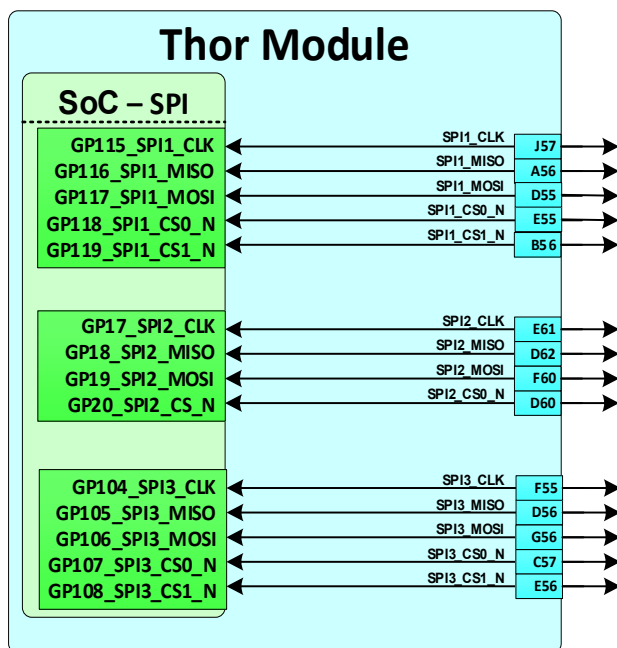 Thor Module
SoC – SPI
GP115_SPI1_CLK SPI1_CLK J57
GP116_SPI1_MISO SPI1_MISO A56
GP117_SPI1_MOSI SPI1_MOSI D55
GP118_SPI1_CS0_N SPI1_CS0_N E55
GP119_SPI1_CS1_N SPI1_CS1_N B56
GP17_SPI2_CLK SPI2_CLK E61
GP18_SPI2_MISO SPI2_MISO D62
GP19_SPI2_MOSI SPI2_MOSI F60
GP20_SPI2_CS_N SPI2_CS0_N D60
GP104_SPI3_CLK SPI3_CLK F55
GP105_SPI3_MISO SPI3_MISO D56
GP106_SPI3_MOSI SPI3_MOSI G56
GP107_SPI3_CS0_N SPI3_CS0_N C57
GP108_SPI3_CS1_N SPI3_CS1_N E56